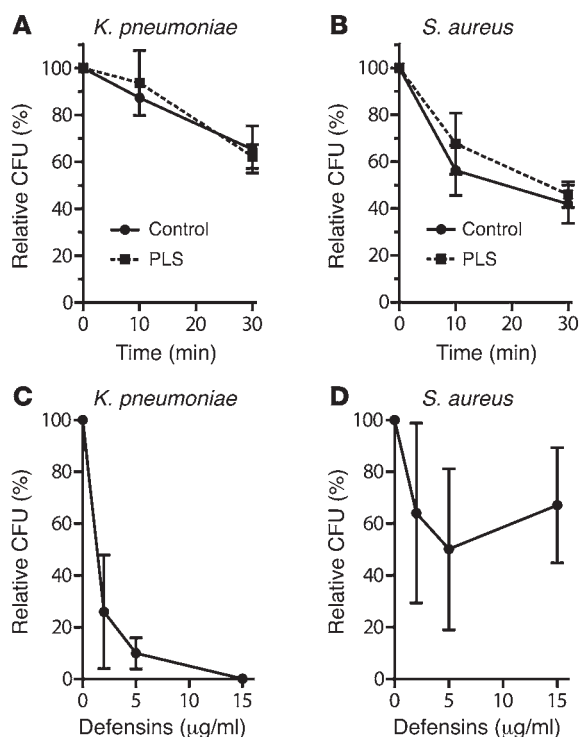 A
K. pneumoniae
Relative CFU (%)
100
80
60
40
20
0
Control
PLS
0
10
20
30
Time (min)
B
S. aureus
Relative CFU (%)
100
80
60
40
20
0
Control
PLS
0
10
20
30
Time (min)
C
K. pneumoniae
Relative CFU (%)
100
80
60
40
20
0
0
5
10
15
Defensins (μg/ml)
D
S. aureus
Relative CFU (%)
100
80
60
40
20
0
0
5
10
15
Defensins (μg/ml)